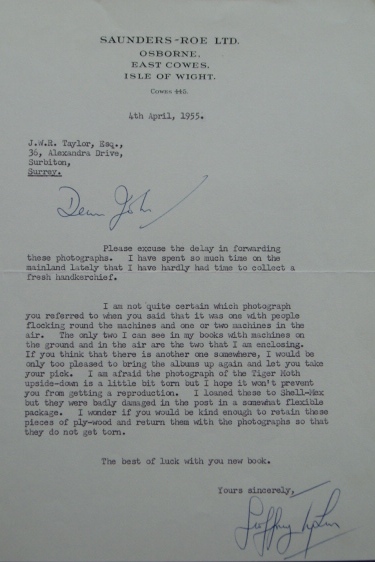 SAUNDERS-ROE LTD.
OSBORNE,
EAST COWES,
ISLE OF WIGHT.
COWES 445.
4th April, 1955.
J.W.R. Taylor, Esq.,
36, Alexandra Drive,
Surbiton,
Surrey.
Dear John
Please excuse the delay in forwarding
these photographs. I have spent so much time on the
mainland lately that I have hardly had time to collect a
fresh handkerchief.
I am not quite certain which photograph
you referred to when you said that it was one with people
flocking round the machines and one or two machines in the
air. The only two I can see in my books with machines on
the ground and in the air are the two that I am enclosing.
If you think that there is another one somewhere, I would be
only too pleased to bring the albums up again and let you take
your pick. I am afraid the photograph of the Tiger Moth
upside-down is a little bit torn but I hope it won't prevent
you from getting a reproduction. I loaned these to Shell-Mex
but they were badly damaged in the post in a somewhat flexible
package. I wonder if you would be kind enough to retain these
pieces of ply-wood and return them with the photographs so that
they do not get torn.
The best of luck with you new book.
Yours sincerely,
Geoffrey